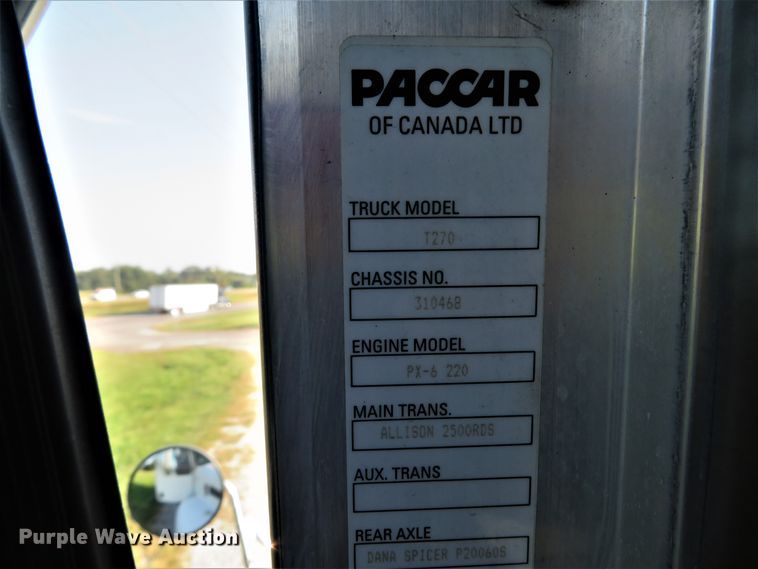 PACCAR
OF CANADA LTD
TRUCK MODEL
T270
CHASSIS NO.
310468
ENGINE MODEL
PX-6 220
MAIN TRANS.
ALLISON 2500RDS
AUX. TRANS
REAR AXLE
DANA SPICER P20060S
Purple Wave Auction